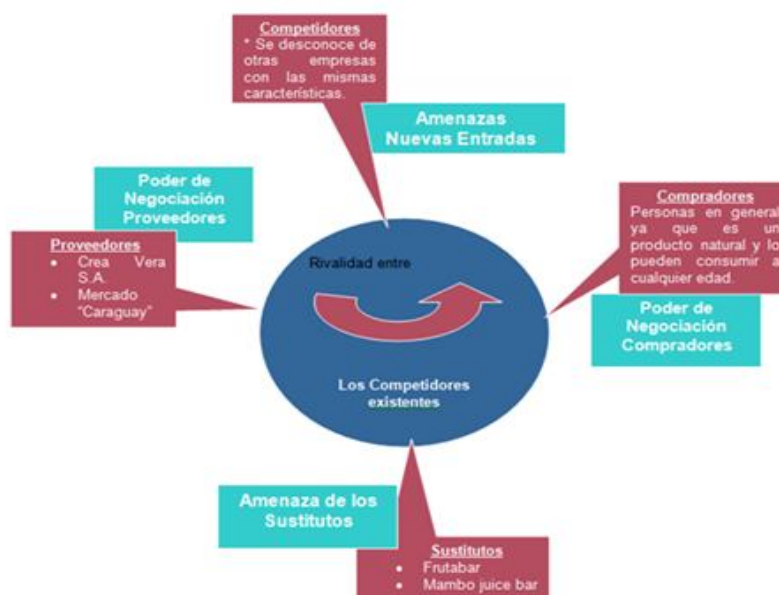 Competidores
* Se desconoce de
otras empresas
con las mismas
características.
Amenazas
Nuevas Entradas
Poder de
Negociación
Proveedores
Proveedores
• Crea Vera
S.A.
• Mercado
“Caraguay”
Compradores
Personas en general
ya que es un
producto natural y lo
pueden consumir a
cualquier edad.
Poder de
Negociación
Compradores
Rivalidad entre
Los Competidores
existentes
Amenaza de los
Sustitutos
Sustitutos
• Frutabar
• Mambo juice bar